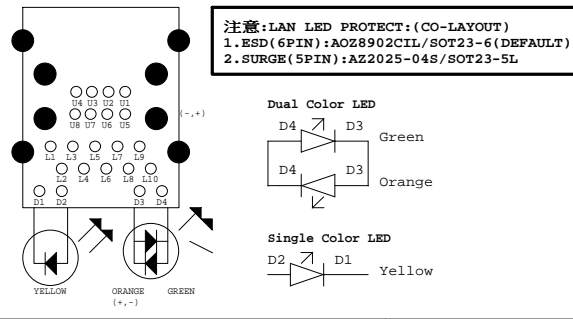 注意:LAN LED PROTECT:(CO-LAYOUT)
1.ESD(6PIN):AOZ8902CIL/SOT23-6(DEFAULT)
2.SURGE(5PIN):AZ2025-04S/SOT23-5L
U4 U3 U2 U1
U8 U7 U6 U5
(-,+)
L1 L3 L5 L7 L9
L2 L4 L6 L8 L10
D1 D2 D3 D4
YELLOW
ORANGE GREEN
(+,-)
Dual Color LED
D4 D3
Green
D4 D3
Orange
Single Color LED
D2 D1
Yellow